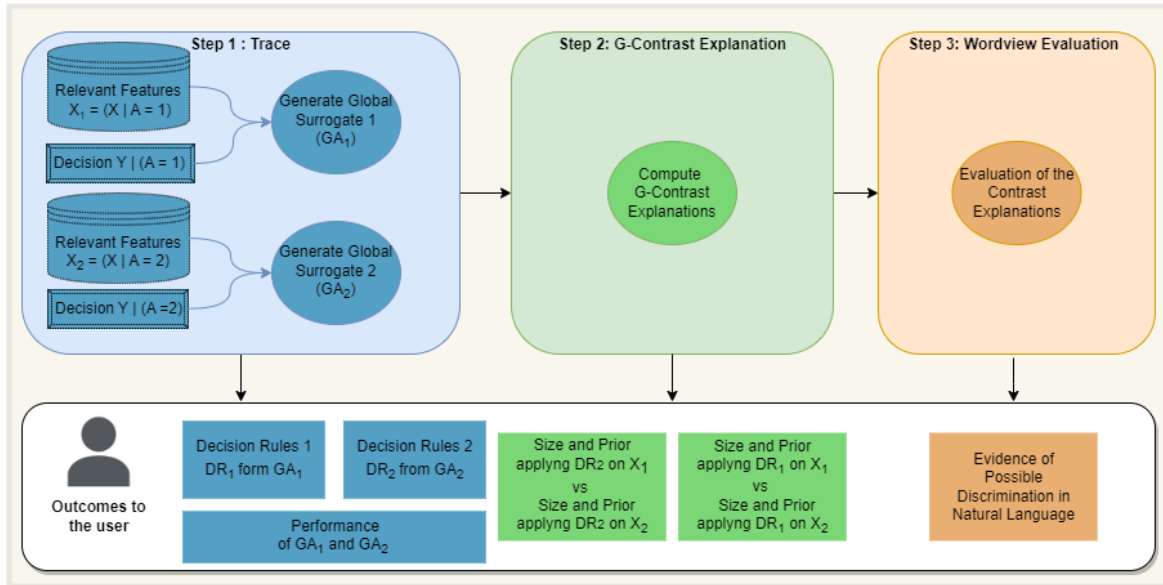 Step 1 : Trace
Relevant Features
X₁ = (X | A = 1)
Decision Y | (A = 1)
Generate Global
Surrogate 1
(GA₁)
Relevant Features
X₂ = (X | A = 2)
Decision Y | (A =2)
Generate Global
Surrogate 2
(GA₂)
Step 2: G-Contrast Explanation
Compute
G-Contrast
Explanations
Step 3: Wordview Evaluation
Evaluation of the
Contrast
Explanations
Outcomes to
the user
Decision Rules 1
DR₁ form GA₁
Decision Rules 2
DR₂ from GA₂
Performance
of GA₁ and GA₂
Size and Prior
applyng DR₂ on X₁
vs
Size and Prior
applyng DR₂ on X₂
Size and Prior
applyng DR₁ on X₁
vs
Size and Prior
applyng DR₁ on X₂
Evidence of
Possible
Discrimination in
Natural Language